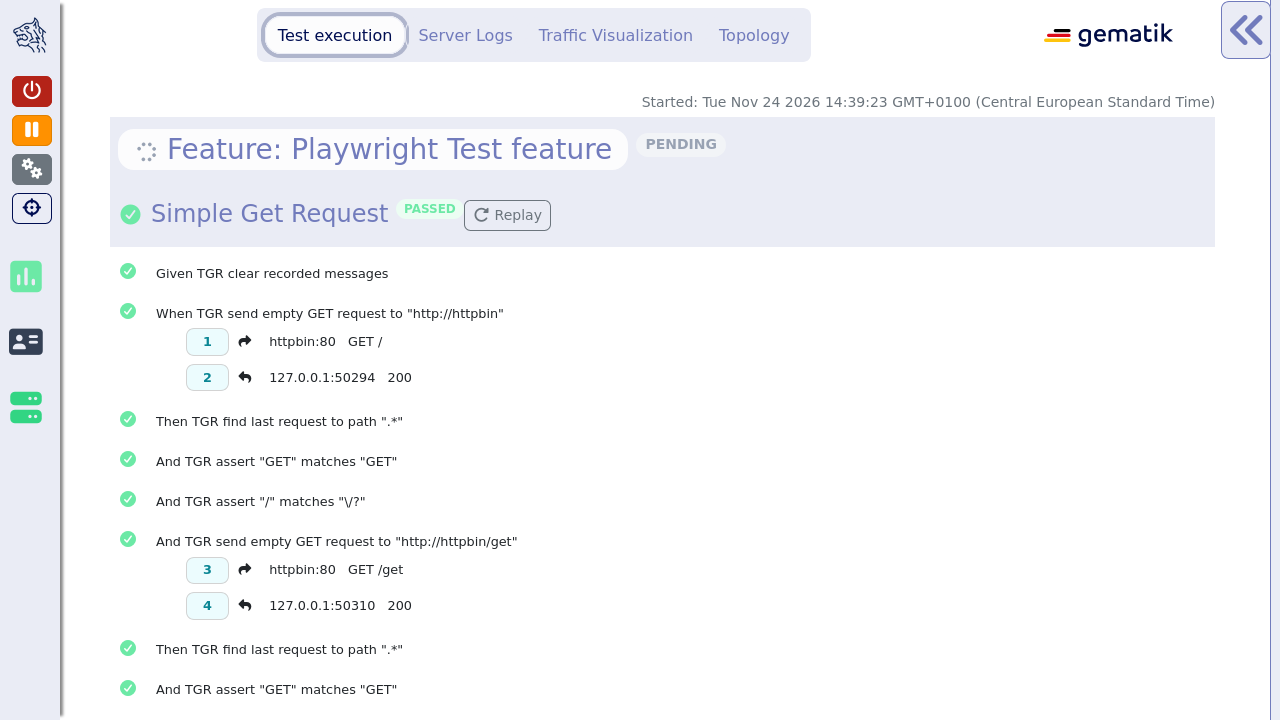 Test execution Server Logs Traffic Visualization Topology
gematik
Started: Tue Nov 24 2026 14:39:23 GMT+0100 (Central European Standard Time)
Feature: Playwright Test feature PENDING
Simple Get Request PASSED Replay
Given TGR clear recorded messages
When TGR send empty GET request to "http://httpbin"
1 httpbin:80 GET /
2 127.0.0.1:50294 200
Then TGR find last request to path ".*"
And TGR assert "GET" matches "GET"
And TGR assert "/" matches "\/?"
And TGR send empty GET request to "http://httpbin/get"
3 httpbin:80 GET /get
4 127.0.0.1:50310 200
Then TGR find last request to path ".*"
And TGR assert "GET" matches "GET"